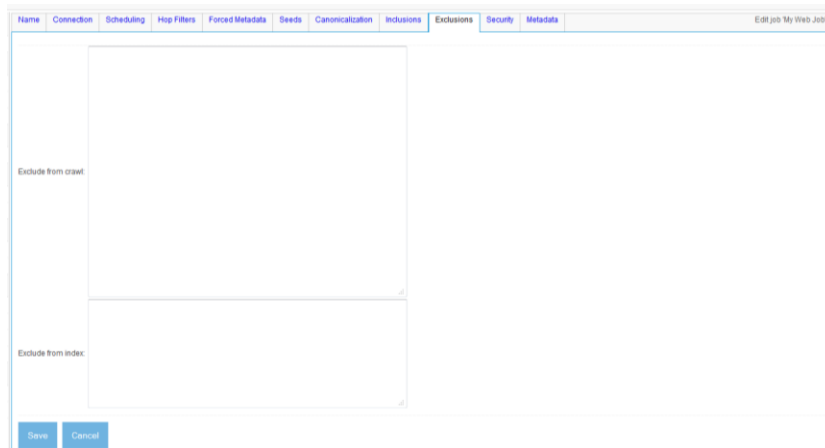 Name Connection Scheduling Hop Filters Forced Metadata Seeds Canonicalization Inclusions Exclusions Security Metadata Edit job 'My Web Job'
Exclude from crawl:
Exclude from index:
Save Cancel